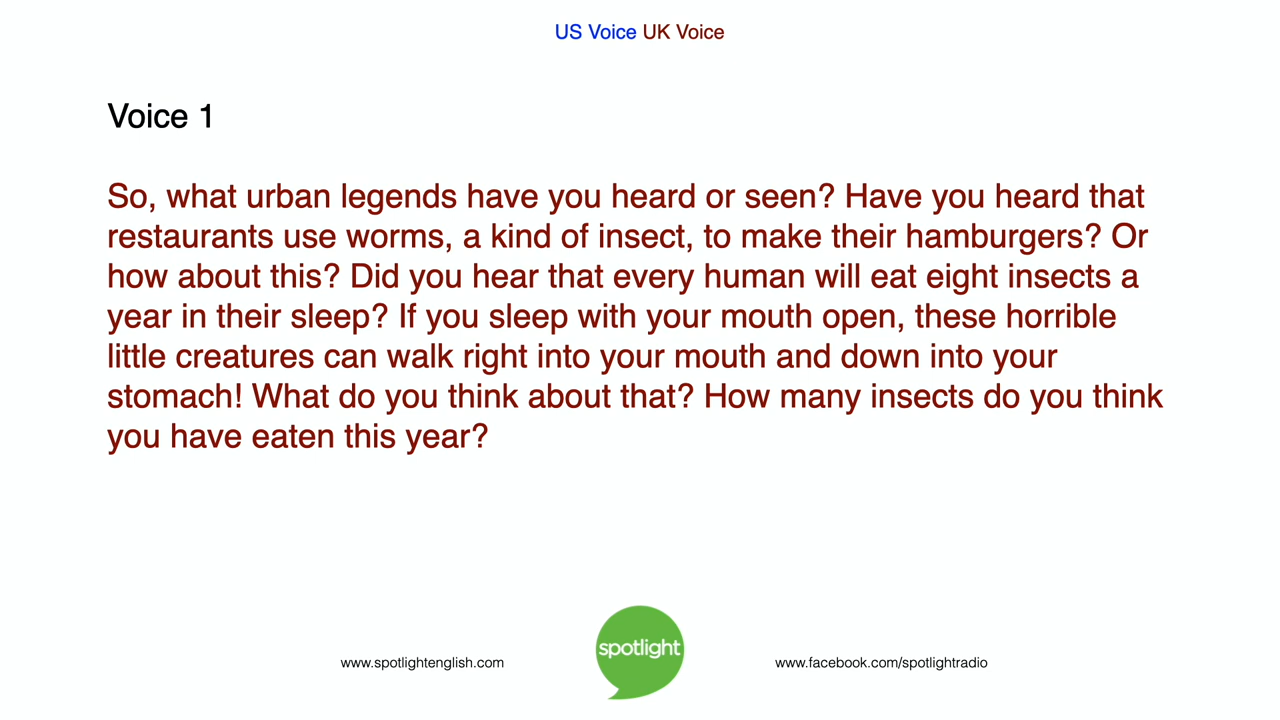 US Voice UK Voice
Voice 1
So, what urban legends have you heard or seen? Have you heard that
restaurants use worms, a kind of insect, to make their hamburgers? Or
how about this? Did you hear that every human will eat eight insects a
year in their sleep? If you sleep with your mouth open, these horrible
little creatures can walk right into your mouth and down into your
stomach! What do you think about that? How many insects do you think
you have eaten this year?
www.spotlightenglish.com
spotlight
www.facebook.com/spotlightradio